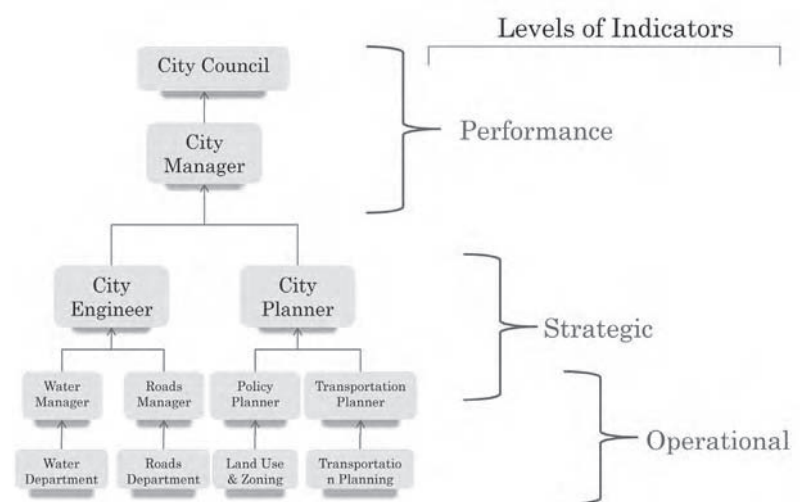 Levels of Indicators
City Council
City
Manager
Performance
City
Engineer
City
Planner
Strategic
Water
Manager
Roads
Manager
Policy
Planner
Transportation
Planner
Operational
Water
Department
Roads
Department
Land Use
& Zoning
Transportatio
n Planning